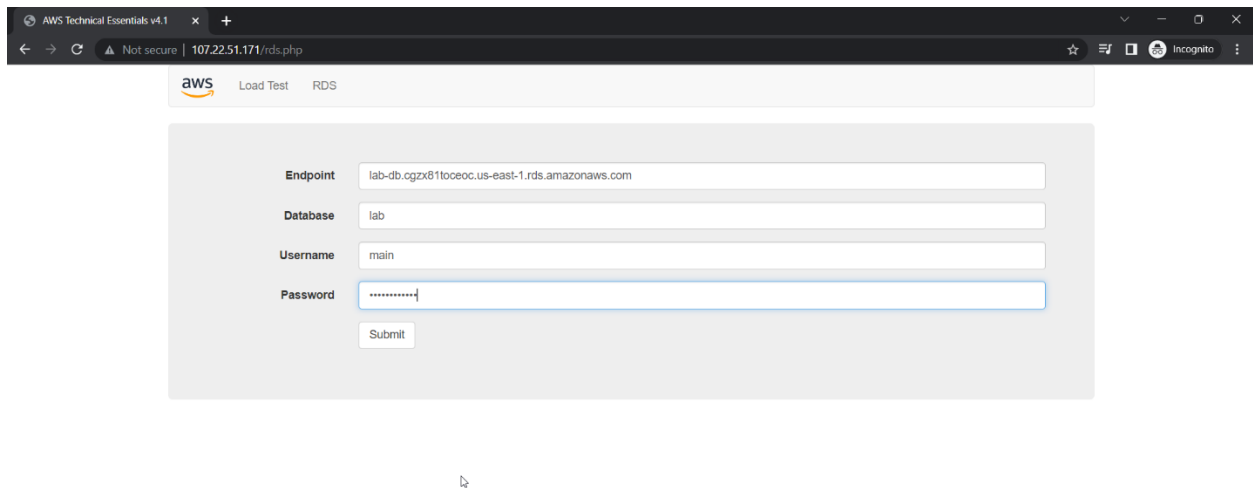 AWS Technical Essentials v4.1
Not secure | 107.22.51.171/rds.php
Incognito
aws Load Test RDS
Endpoint lab-db.cgzx81toceoc.us-east-1.rds.amazonaws.com
Database lab
Username main
Password ••••••••••••
Submit